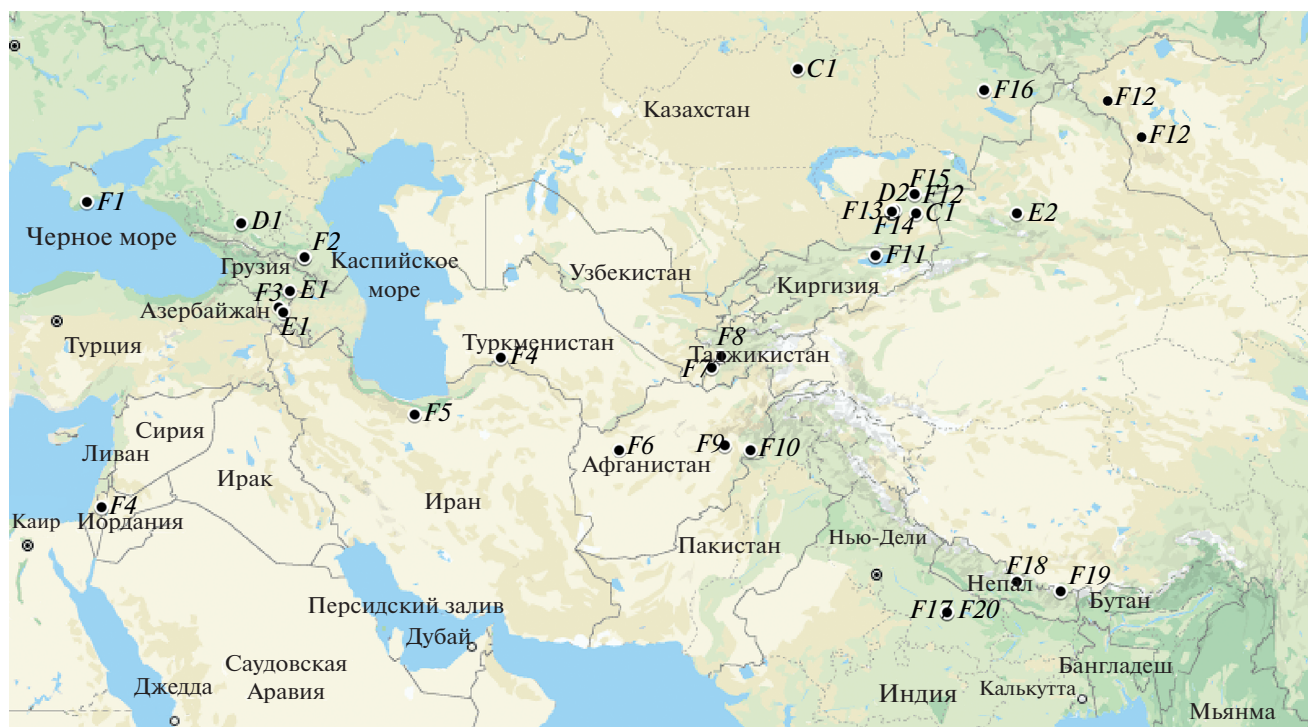 C1
F16
F12
Казахстан
F12
F15
D2
F12
F1
F13
C1
E2
F14
D1
Черное море
F2
F11
Грузия
Каспийское
море
Узбекистан
Киргизия
E1
F3
Азербайджан
E1
Турция
Туркменистан
F4
F8
Таджикистан
F7
F5
Сирия
Ливан
F6
F9
F10
Афганистан
Ирак
Иран
F4
Каир
Иордания
Пакистан
Нью-Дели
F18
F19
Непал
Бутан
Персидский залив
F17
F20
Дубай
Саудовская
Аравия
Бангладеш
Джедда
Индия
Калькутта
Мьянма